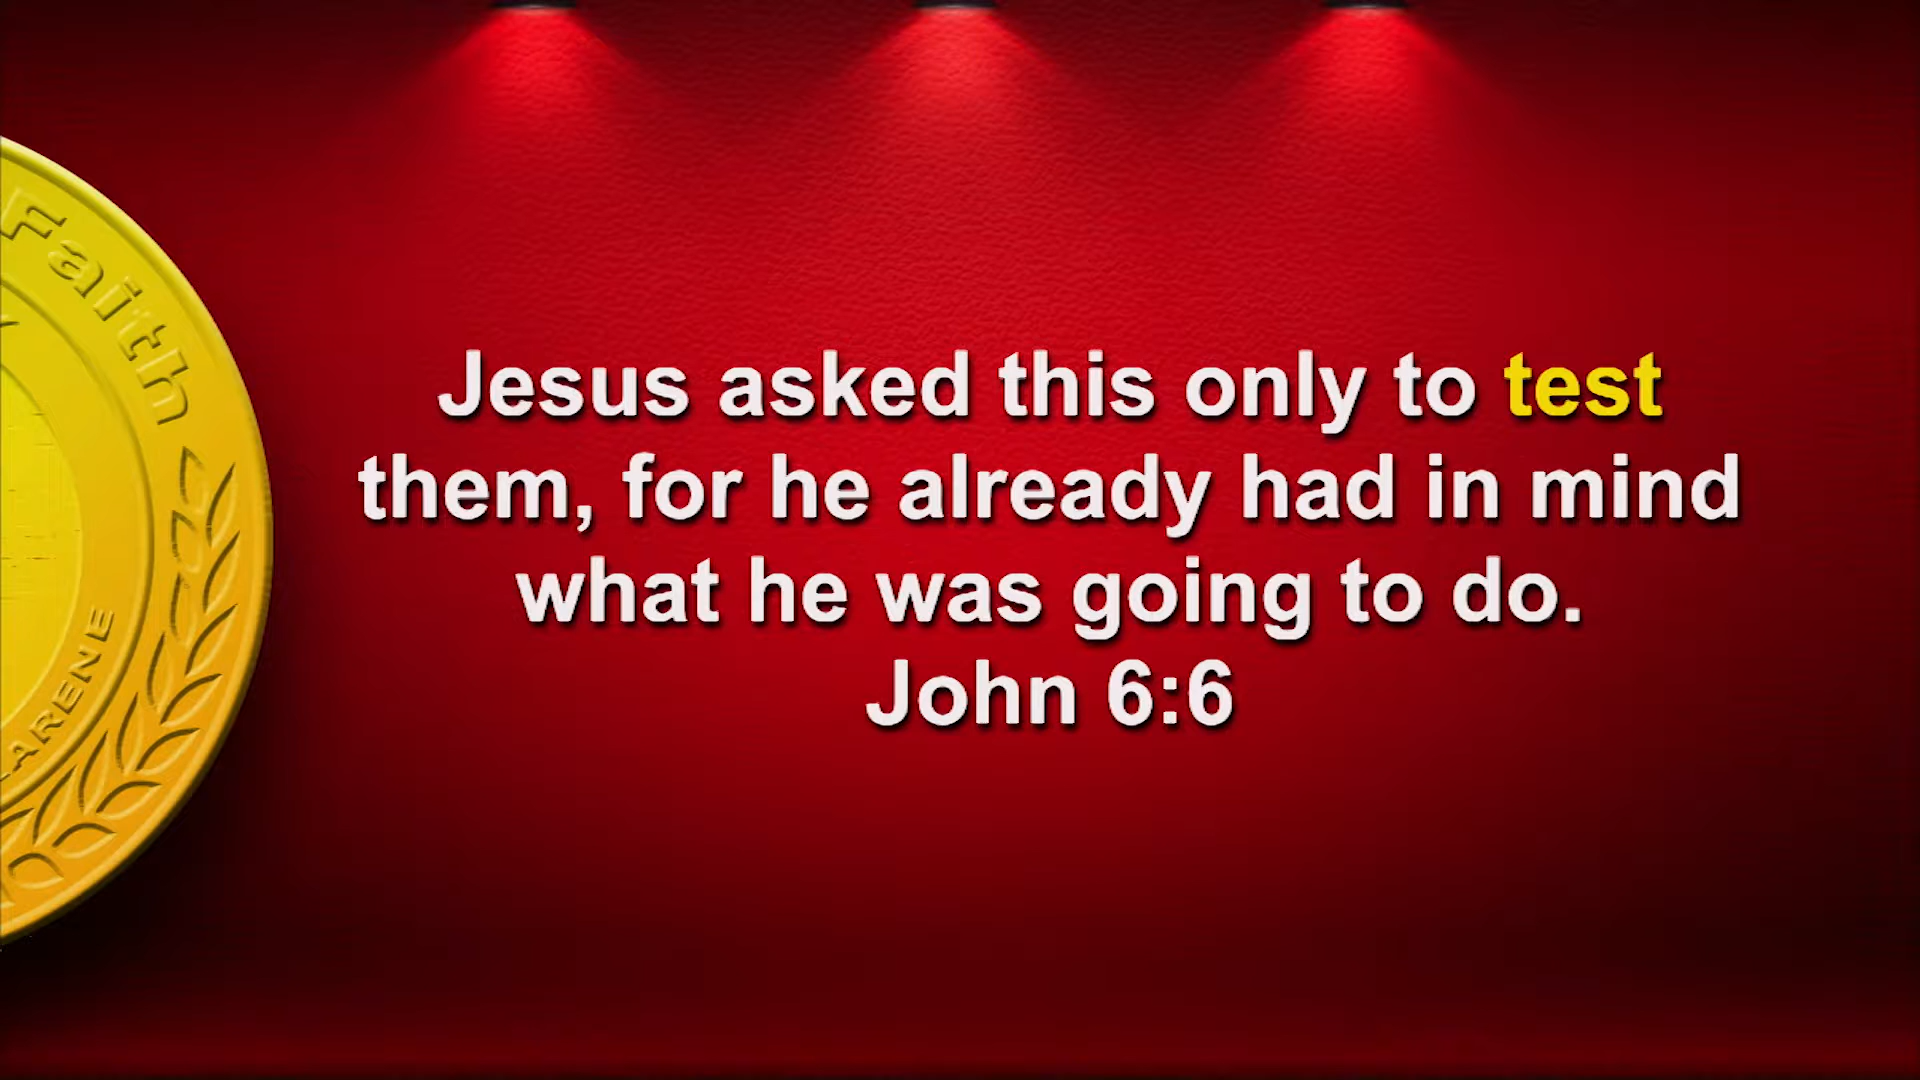 Faith
Jesus asked this only to test
them, for he already had in mind
what he was going to do.
John 6:6